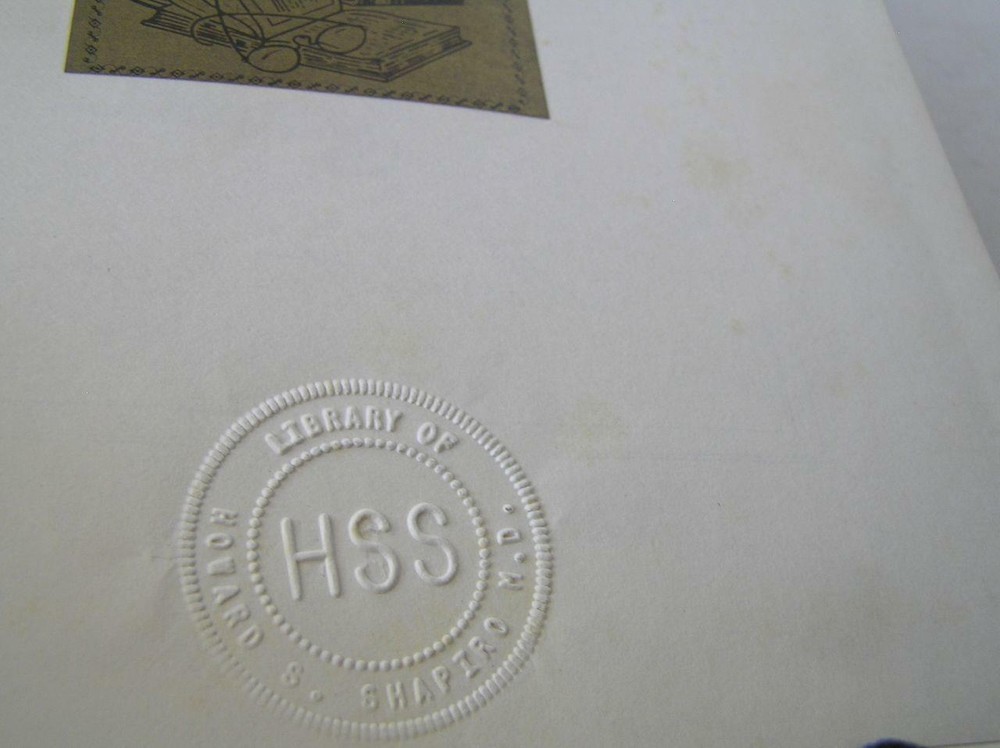 LIBRARY OF
HSS
HOWARD S. SHAPIRO M.D.